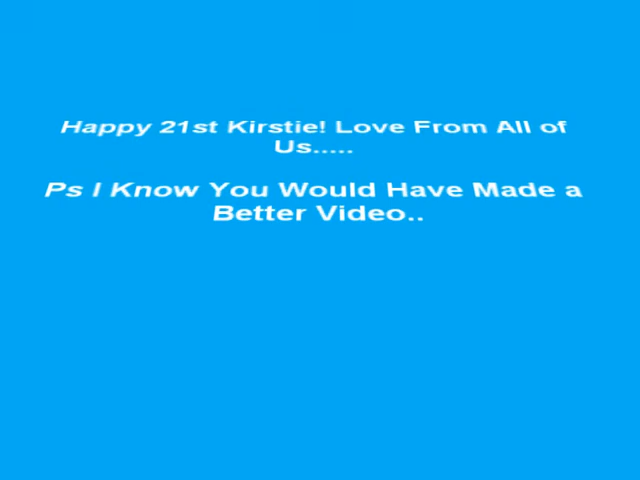 Happy 21st Kirstie! Love From All of
Us.....
Ps I Know You Would Have Made a
Better Video..